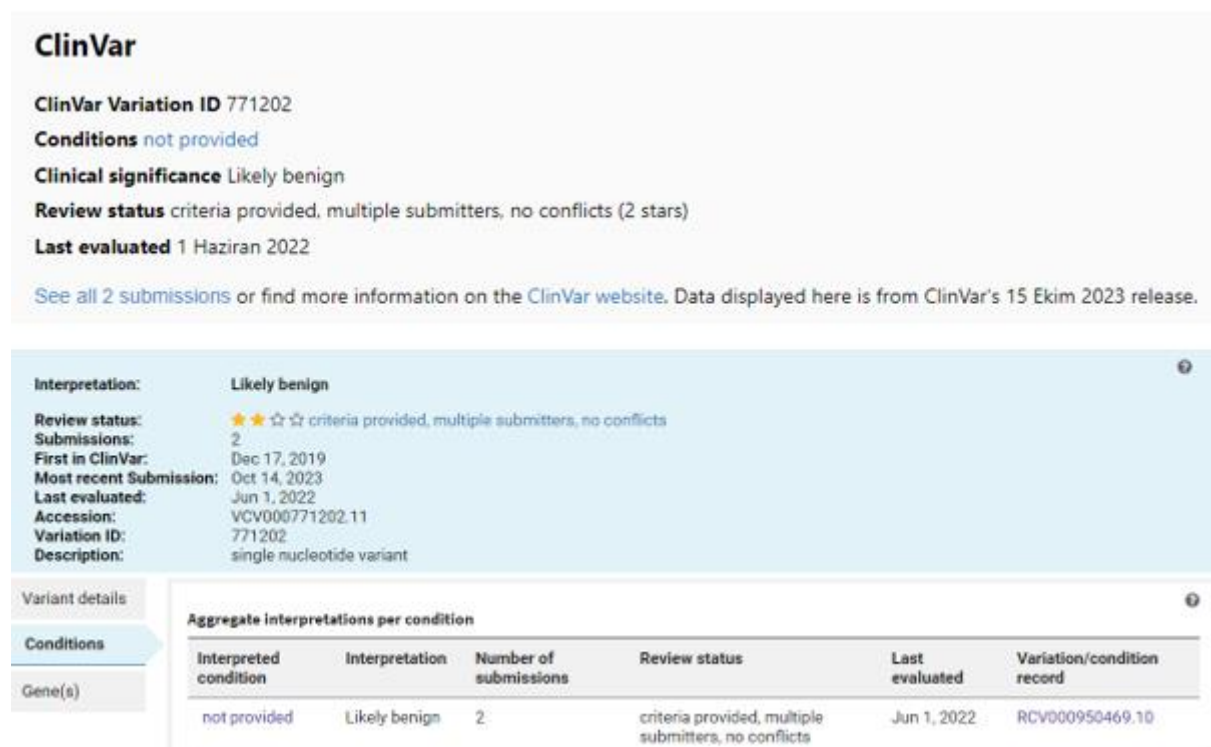 ClinVar
ClinVar Variation ID 771202
Conditions not provided
Clinical significance Likely benign
Review status criteria provided, multiple submitters, no conflicts (2 stars)
Last evaluated 1 Haziran 2022
See all 2 submissions or find more information on the ClinVar website. Data displayed here is from ClinVar's 15 Ekim 2023 release.
Interpretation: Likely benign
Review status: ★★☆☆ criteria provided, multiple submitters, no conflicts
Submissions: 2
First in ClinVar: Dec 17, 2019
Most recent Submission: Oct 14, 2023
Last evaluated: Jun 1, 2022
Accession: VCV000771202.11
Variation ID: 771202
Description: single nucleotide variant
Variant details
Conditions
Gene(s)
Aggregate interpretations per condition
Interpreted condition Interpretation Number of submissions Review status Last evaluated Variation/condition record
not provided Likely benign 2 criteria provided, multiple submitters, no conflicts Jun 1, 2022 RCV000950469.10